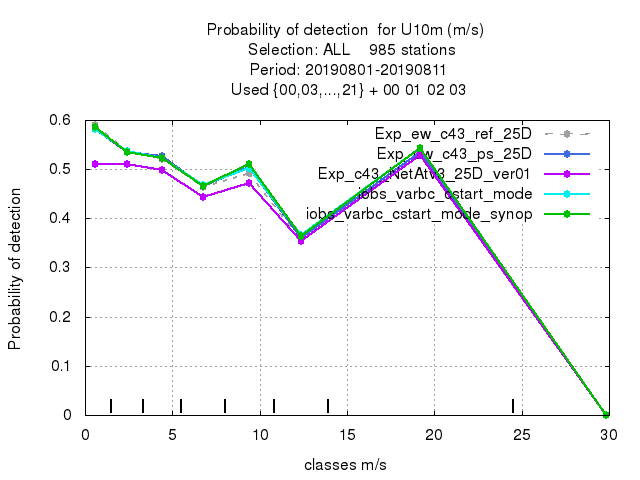 Probability of detection  for U10m (m/s)
Selection: ALL    985 stations
Period: 20190801-20190811
Used {00,03,...,21} + 00 01 02 03
Exp_ew_c43_ref_25D
Exp_ew_c43_ps_25D
Exp_c43_NetAtv3_25D_ver01
iobs_varbc_cstart_mode
iobs_varbc_cstart_mode_synop
Probability of detection
0.6
0.5
0.4
0.3
0.2
0.1
0
0 5 10 15 20 25 30
classes m/s